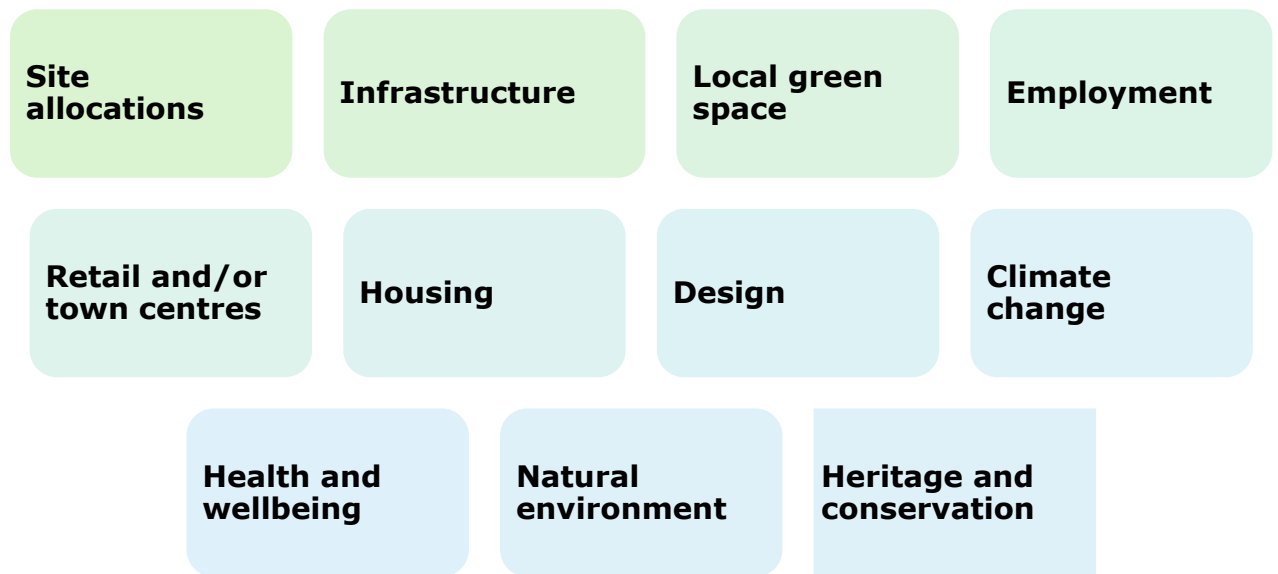 Site
allocations
Infrastructure
Local green
space
Employment
Retail and/or
town centres
Housing
Design
Climate
change
Health and
wellbeing
Natural
environment
Heritage and
conservation